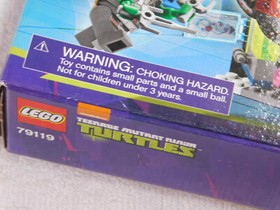 WARNING: CHOKING HAZARD.
Toy contains small parts and a small ball.
Not for children under 3 years.
LEGO
79119
TEENAGE MUTANT NINJA
TURTLES